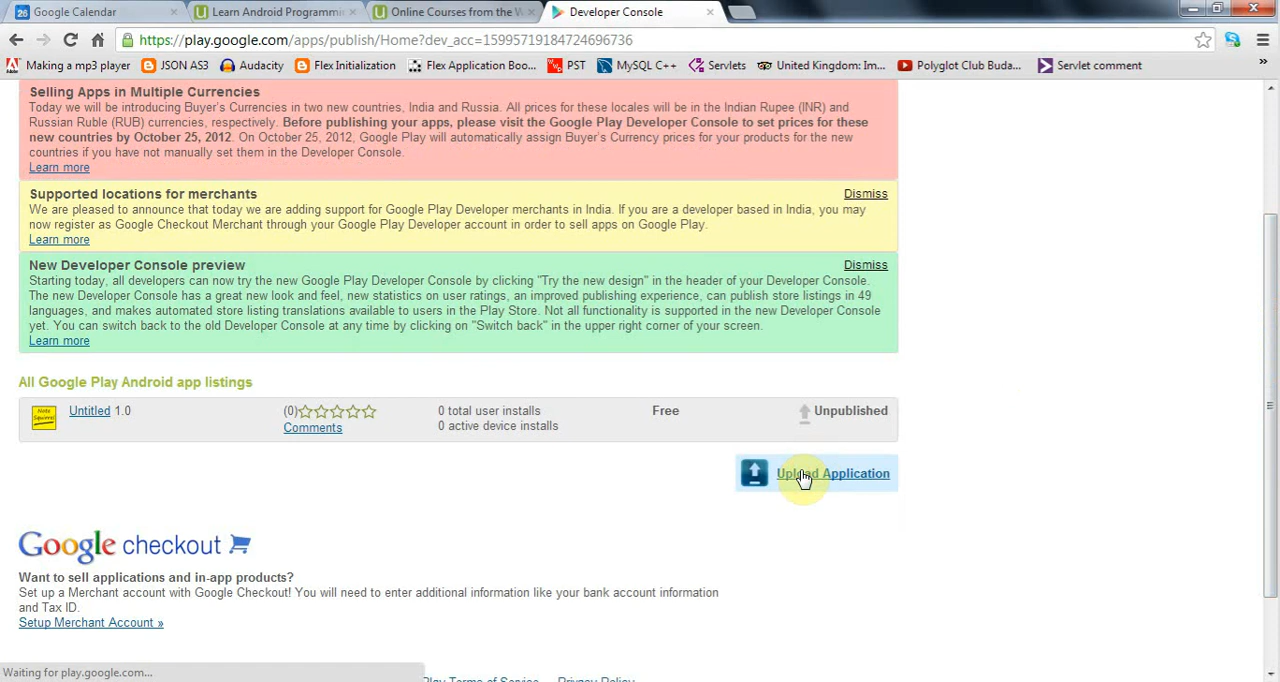 Google Calendar
Learn Android Programmi
Online Courses from the W
Developer Console
https://play.google.com/apps/publish/Home?dev_acc=15995719184724696736
Making a mp3 player
JSON AS3
Audacity
Flex Initialization
Flex Application Boo...
PST
MySQL C++
Servlets
United Kingdom: Im...
Polyglot Club Buda...
Servlet comment
Selling Apps in Multiple Currencies
Today we will be introducing Buyer's Currencies in two new countries, India and Russia. All prices for these locales will be in the Indian Rupee (INR) and
Russian Ruble (RUB) currencies, respectively. Before publishing your apps, please visit the Google Play Developer Console to set prices for these
new countries by October 25, 2012. On October 25, 2012, Google Play will automatically assign Buyer's Currency prices for your products for the new
countries if you have not manually set them in the Developer Console.
Learn more
Supported locations for merchants
Dismiss
We are pleased to announce that today we are adding support for Google Play Developer merchants in India. If you are a developer based in India, you may
now register as Google Checkout Merchant through your Google Play Developer account in order to sell apps on Google Play.
Learn more
New Developer Console preview
Dismiss
Starting today, all developers can now try the new Google Play Developer Console by clicking "Try the new design" in the header of your Developer Console.
The new Developer Console has a great new look and feel, new statistics on user ratings, an improved publishing experience, can publish store listings in 49
languages, and makes automated store listing translations available to users in the Play Store. Not all functionality is supported in the new Developer Console
yet. You can switch back to the old Developer Console at any time by clicking on "Switch back" in the upper right corner of your screen.
Learn more
All Google Play Android app listings
Note
Squirrel
Untitled 1.0
(0)
Comments
0 total user installs
0 active device installs
Free
Unpublished
Upload Application
Google checkout
Want to sell applications and in-app products?
Set up a Merchant account with Google Checkout! You will need to enter additional information like your bank account information
and Tax ID.
Setup Merchant Account »
Waiting for play.google.com...
Play Terms of Service
Privacy Policy